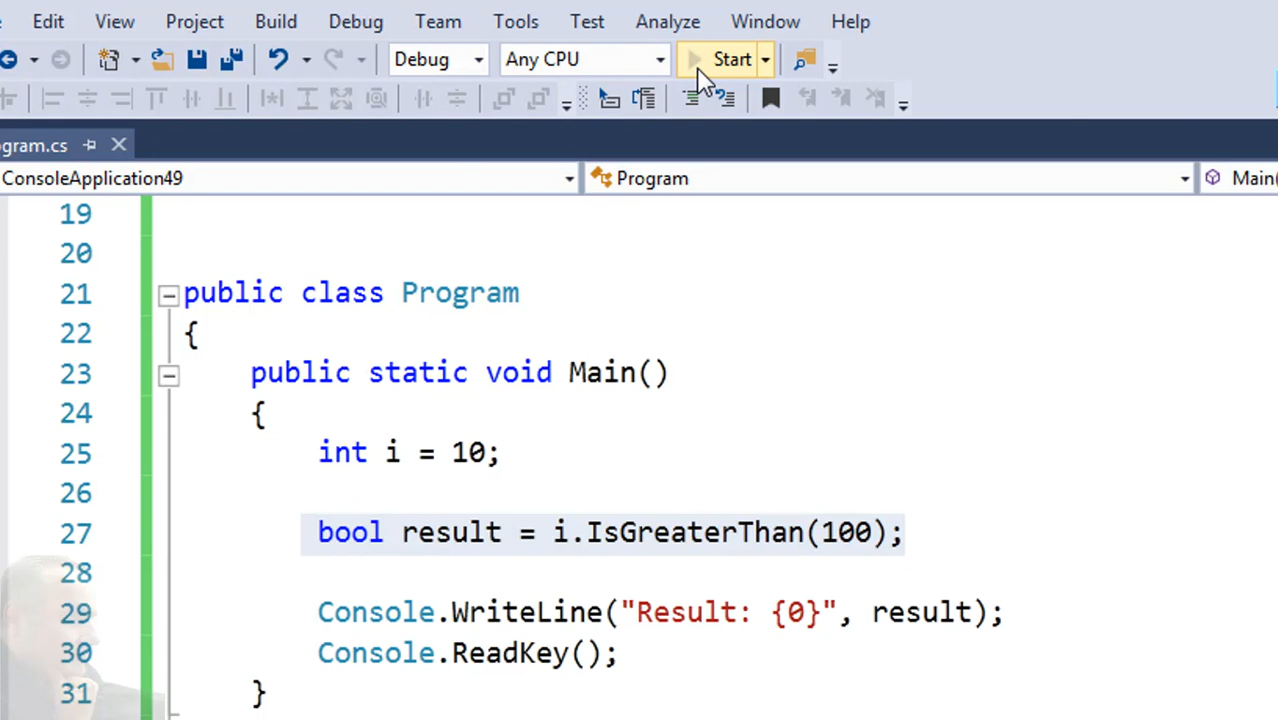 Edit View Project Build Debug Team Tools Test Analyze Window Help
Debug Any CPU Start
gram.cs
ConsoleApplication49 Program Main(
19
20
21 public class Program
22 {
23 public static void Main()
24 {
25 int i = 10;
26
27 bool result = i.IsGreaterThan(100);
28
29 Console.WriteLine("Result: {0}", result);
30 Console.ReadKey();
31 }